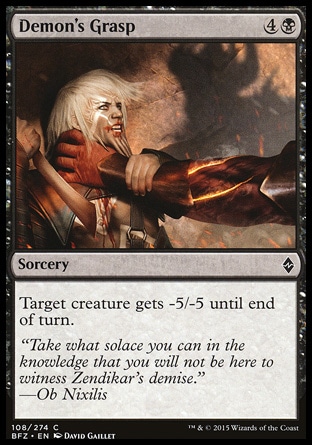 Demon's Grasp 4
Sorcery
Target creature gets -5/-5 until end
of turn.
“Take what solace you can in the
knowledge that you will not be here to
witness Zendikar's demise.”
—Ob Nixilis
108/274 C
BFZ • EN DAVID GAILLET
™ & © 2015 Wizards of the Coast